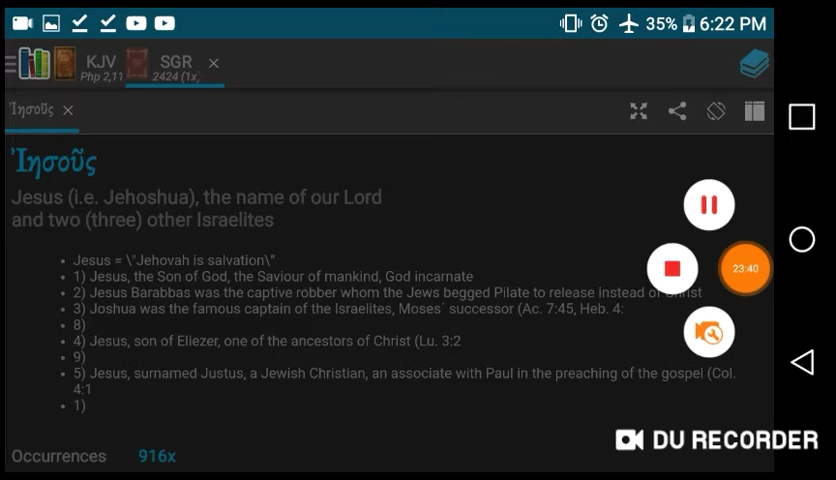 35% 6:22 PM
KJV
Php 2,11
SGR
2424 (1x,
Ἰησοῦς
Ἰησοῦς
Jesus (i.e. Jehoshua), the name of our Lord
and two (three) other Israelites
• Jesus = \"Jehovah is salvation\"
• 1) Jesus, the Son of God, the Saviour of mankind, God incarnate
• 2) Jesus Barabbas was the captive robber whom the Jews begged Pilate to release instead of Christ
• 3) Joshua was the famous captain of the Israelites, Moses´ successor (Ac. 7:45, Heb. 4:
• 8)
• 4) Jesus, son of Eliezer, one of the ancestors of Christ (Lu. 3:2
• 9)
• 5) Jesus, surnamed Justus, a Jewish Christian, an associate with Paul in the preaching of the gospel (Col.
4:1
• 1)
Occurrences 916x
23:40
DU RECORDER